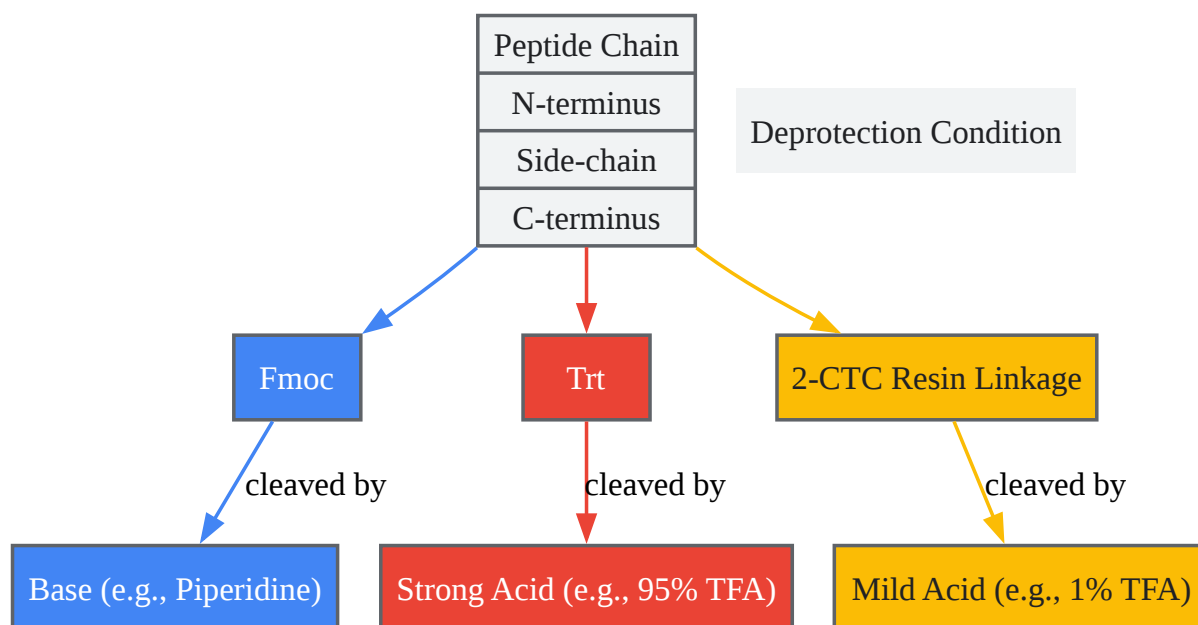 Peptide Chain
N-terminus
Side-chain
C-terminus
Deprotection Condition
Fmoc
Trt
2-CTC Resin Linkage
cleaved by
cleaved by
cleaved by
Base (e.g., Piperidine)
Strong Acid (e.g., 95% TFA)
Mild Acid (e.g., 1% TFA)